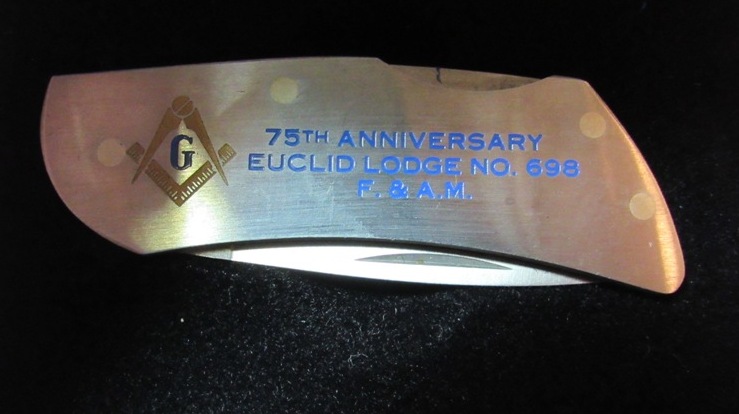 G
75TH ANNIVERSARY
EUCLID LODGE NO. 698
F. & A.M.